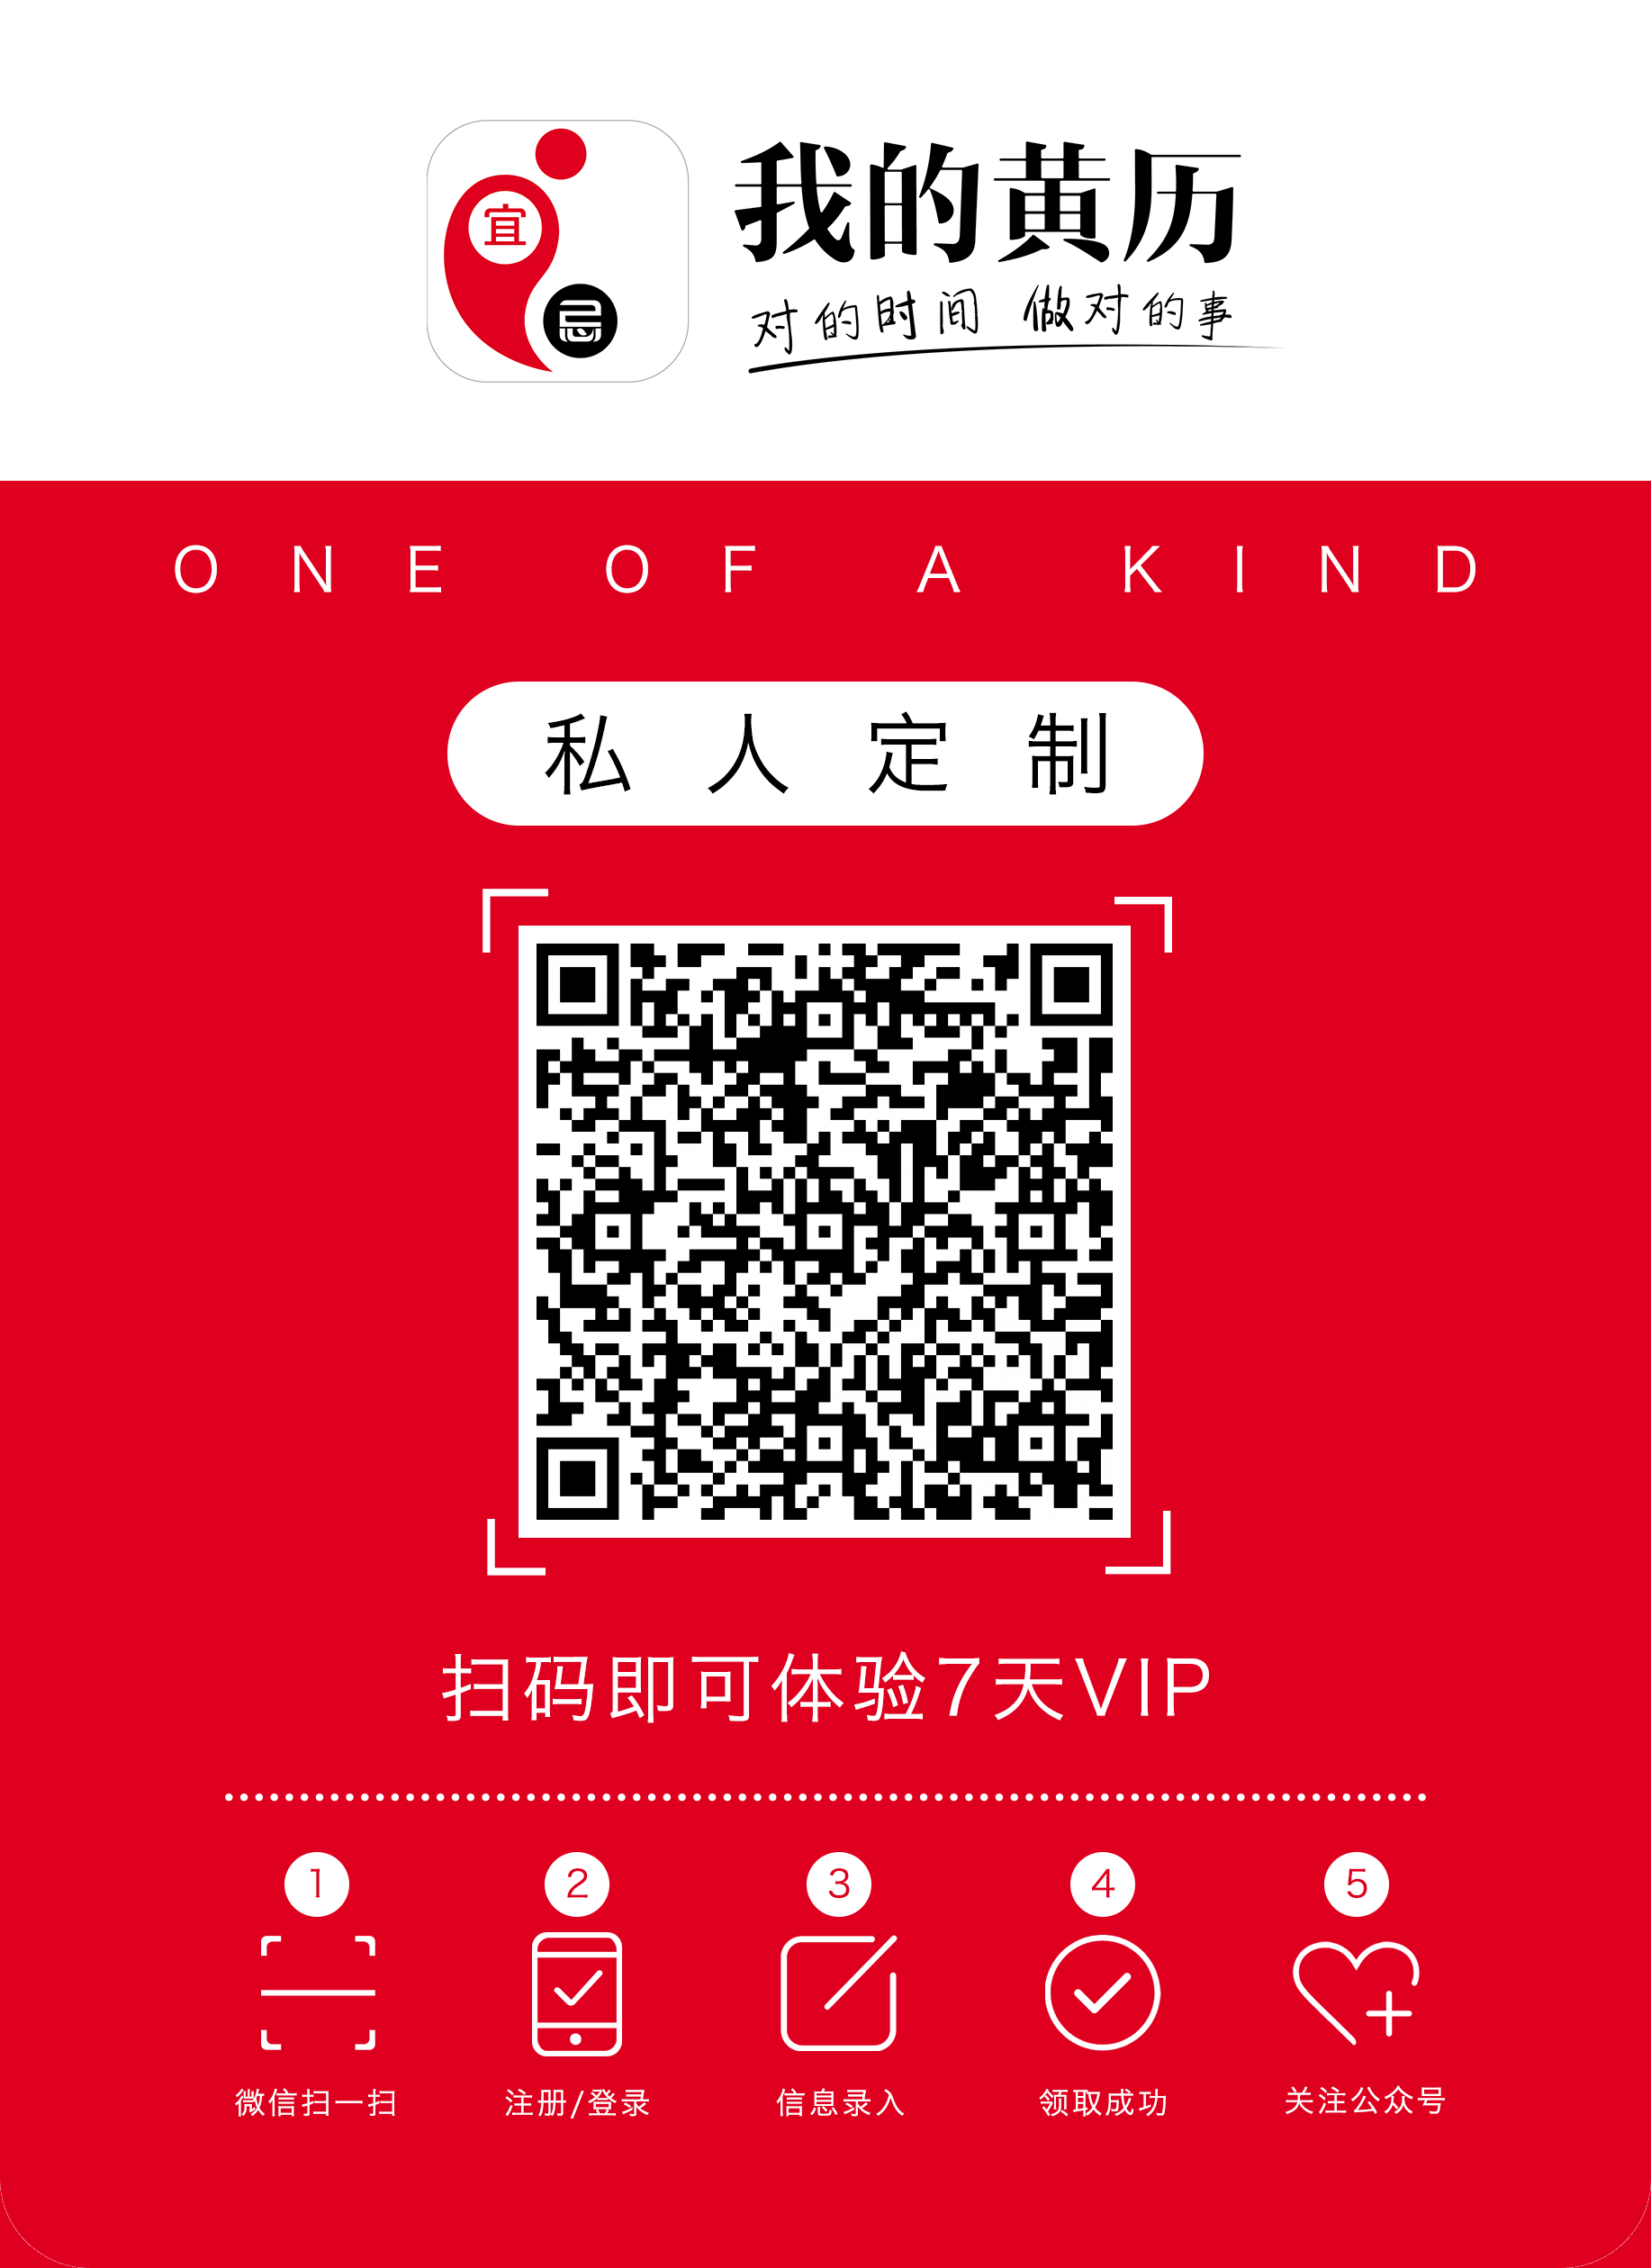 宜
忌
我的黄历
对的时间 做对的事
ONE OF A KIND
私人定制
扫码即可体验7天VIP
1 2 3 4 5
微信扫一扫 注册/登录 信息录入 领取成功 关注公众号